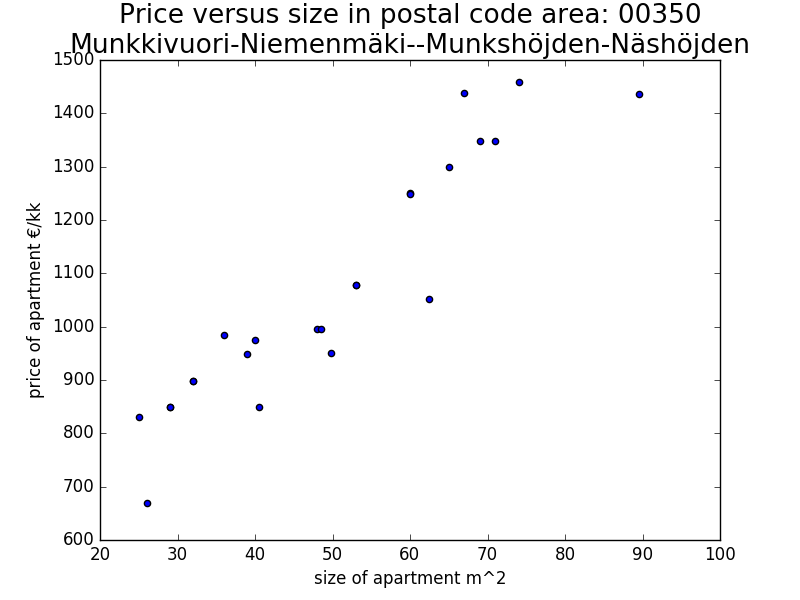 Price versus size in postal code area: 00350
Munkkivuori-Niemenmäki--Munkshöjden-Näshöjden
1500
1400
1300
1200
1100
1000
900
800
700
600
price of apartment €/kk
20 30 40 50 60 70 80 90 100
size of apartment m^2